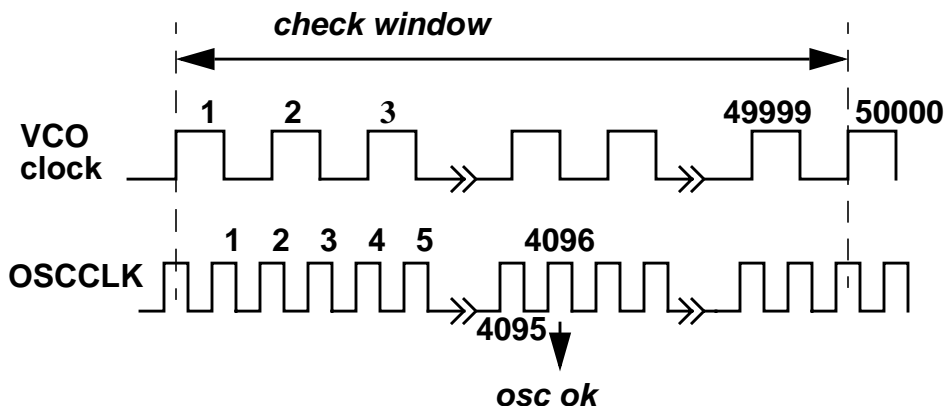 check window
1 2 3 49999 50000
VCO
clock
1 2 3 4 5 4096
OSCCLK
4095
osc ok